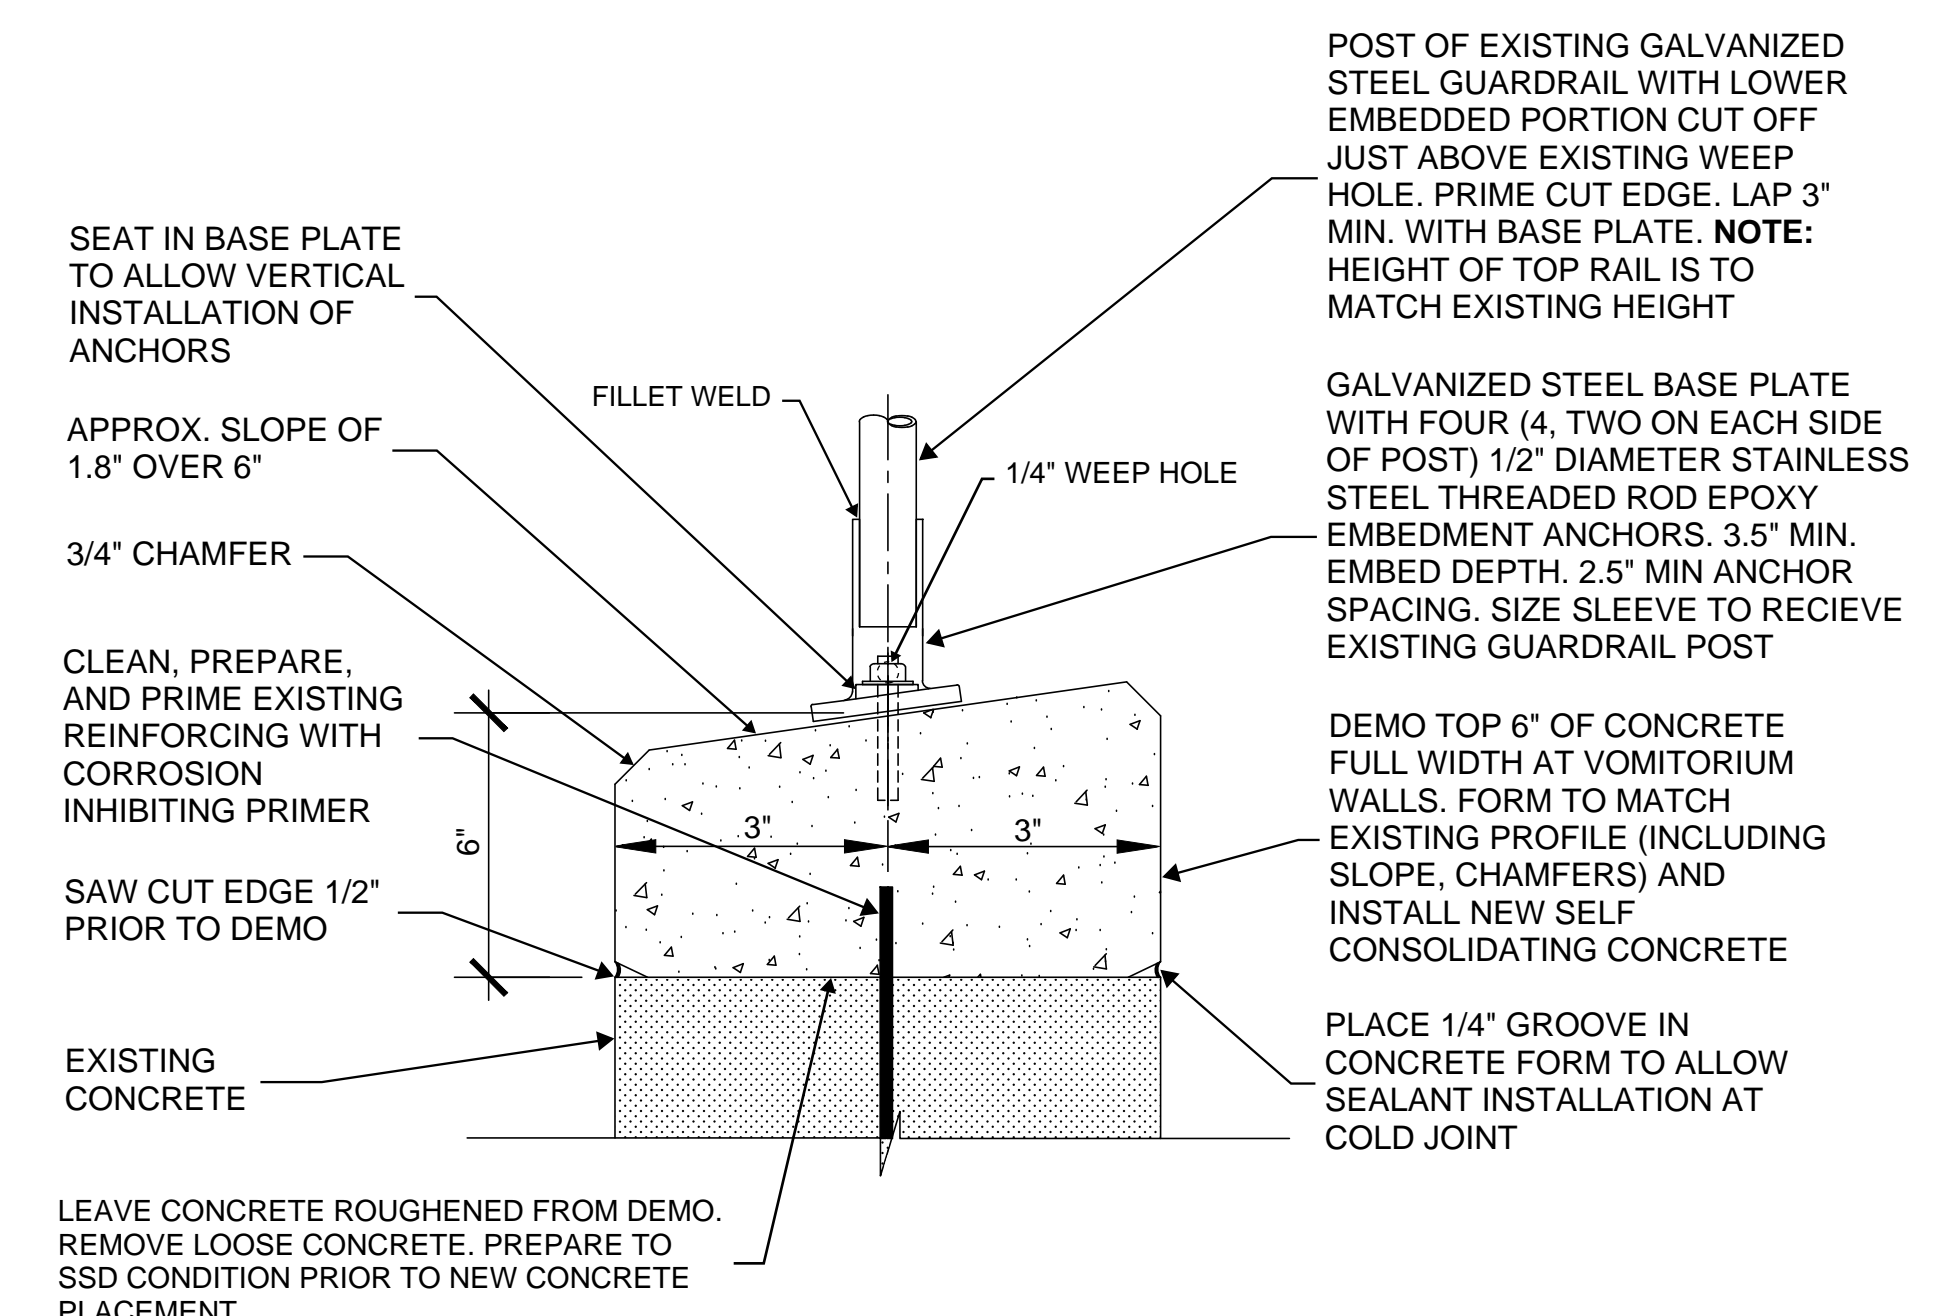 POST OF EXISTING GALVANIZED
STEEL GUARDRAIL WITH LOWER
EMBEDDED PORTION CUT OFF
JUST ABOVE EXISTING WEEP
HOLE. PRIME CUT EDGE. LAP 3"
MIN. WITH BASE PLATE. NOTE:
HEIGHT OF TOP RAIL IS TO
MATCH EXISTING HEIGHT
SEAT IN BASE PLATE
TO ALLOW VERTICAL
INSTALLATION OF
ANCHORS
FILLET WELD
GALVANIZED STEEL BASE PLATE
WITH FOUR (4, TWO ON EACH SIDE
OF POST) 1/2" DIAMETER STAINLESS
STEEL THREADED ROD EPOXY
EMBEDMENT ANCHORS. 3.5" MIN.
EMBED DEPTH. 2.5" MIN ANCHOR
SPACING. SIZE SLEEVE TO RECIEVE
EXISTING GUARDRAIL POST
APPROX. SLOPE OF
1.8" OVER 6"
1/4" WEEP HOLE
3/4" CHAMFER
CLEAN, PREPARE,
AND PRIME EXISTING
REINFORCING WITH
CORROSION
INHIBITING PRIMER
6"
3"
3"
DEMO TOP 6" OF CONCRETE
FULL WIDTH AT VOMITORIUM
WALLS. FORM TO MATCH
EXISTING PROFILE (INCLUDING
SLOPE, CHAMFERS) AND
INSTALL NEW SELF
CONSOLIDATING CONCRETE
SAW CUT EDGE 1/2"
PRIOR TO DEMO
PLACE 1/4" GROOVE IN
CONCRETE FORM TO ALLOW
SEALANT INSTALLATION AT
COLD JOINT
EXISTING
CONCRETE
LEAVE CONCRETE ROUGHENED FROM DEMO.
REMOVE LOOSE CONCRETE. PREPARE TO
SSD CONDITION PRIOR TO NEW CONCRETE
PLACEMENT